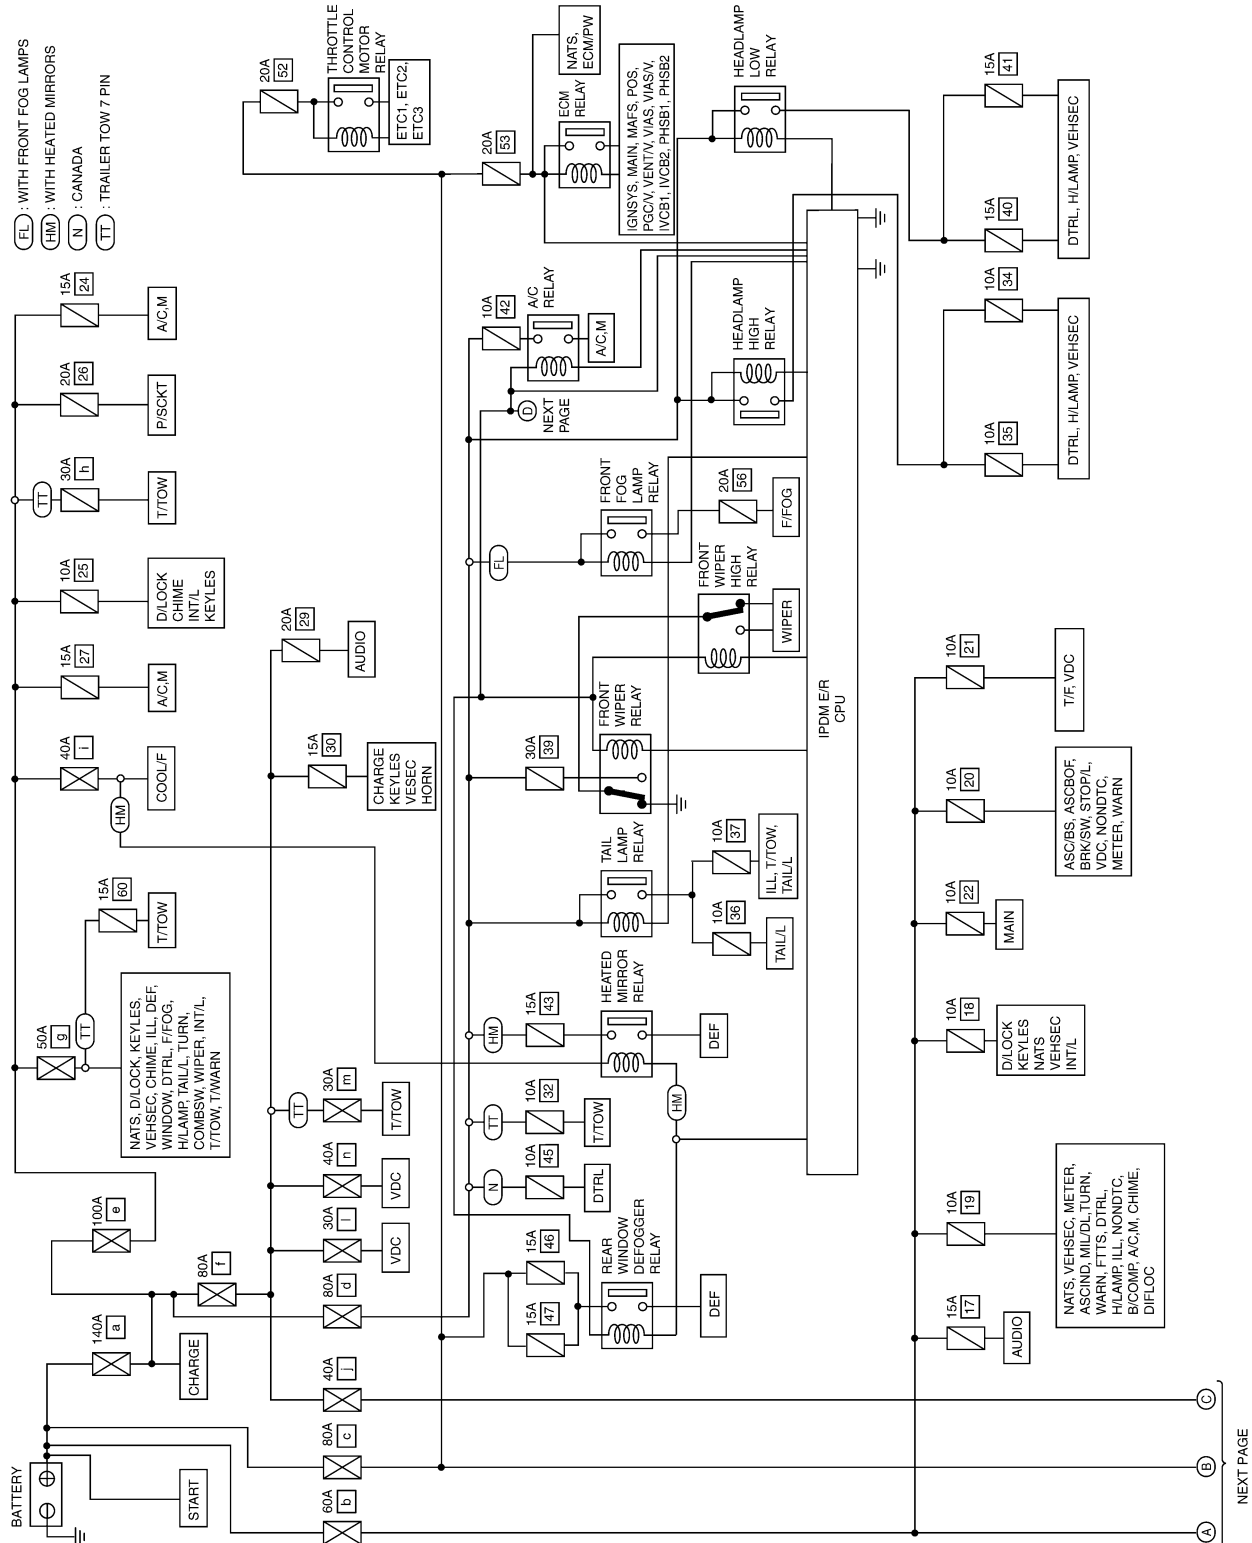 FL : WITH FRONT FOG LAMPS
HM : WITH HEATED MIRRORS
N : CANADA
TT : TRAILER TOW 7 PIN
BATTERY
START
140A a
CHARGE
100A e
80A f
50A g
TT
NATS, D/LOCK, KEYLES,
VEHSEC, CHIME, ILL, DEF,
WINDOW, DTRL, F/FOG,
H/LAMP, TAIL/L, TURN,
COMBSW, WIPER, INT/L,
T/TOW, T/WARN
15A 60
T/TOW
40A i
HM
COOL/F
15A 27
A/C,M
10A 25
D/LOCK
CHIME
INT/L
KEYLES
30A h
TT
T/TOW
20A 26
P/SCKT
15A 24
A/C,M
60A b
80A c
40A j
80A d
30A l
VDC
40A n
VDC
30A m
TT
T/TOW
15A 30
CHARGE
KEYLES
VESEC
HORN
20A 29
AUDIO
20A 52
THROTTLE
CONTROL
MOTOR
RELAY
ETC1, ETC2,
ETC3
15A 47
15A 46
REAR
WINDOW
DEFOGGER
RELAY
DEF
N
10A 45
DTRL
TT
10A 32
T/TOW
HM
15A 43
HEATED
MIRROR
RELAY
DEF
HM
TAIL
LAMP
RELAY
10A 36
TAIL/L
10A 37
ILL, T/TOW,
TAIL/L
30A 39
FRONT
WIPER
RELAY
FRONT
WIPER
HIGH
RELAY
WIPER
FL
FRONT
FOG
LAMP
RELAY
20A 56
F/FOG
D
NEXT
PAGE
10A 42
A/C
RELAY
A/C,M
20A 53
ECM
RELAY
NATS,
ECM/PW
IGNSYS, MAIN, MAFS, POS,
PGC/V, VENT/V, VIAS, VIAS/V,
IVCB1, IVCB2, PHSB1, PHSB2
HEADLAMP
HIGH
RELAY
HEADLAMP
LOW
RELAY
IPDM E/R
CPU
15A 17
AUDIO
10A 19
NATS, VEHSEC, METER,
ASCIND, MIL/DL,TURN,
WARN, FTTS, DTRL,
H/LAMP, ILL, NONDTC,
B/COMP, A/C,M, CHIME,
DIFLOC
10A 18
D/LOCK
KEYLES
NATS
VEHSEC
INT/L
10A 22
MAIN
10A 20
ASC/BS, ASCBOF,
BRK/SW, STOP/L,
VDC, NONDTC,
METER, WARN
10A 21
T/F, VDC
10A 35
10A 34
DTRL, H/LAMP, VEHSEC
15A 40
15A 41
DTRL, H/LAMP, VEHSEC
A
B
C
NEXT PAGE